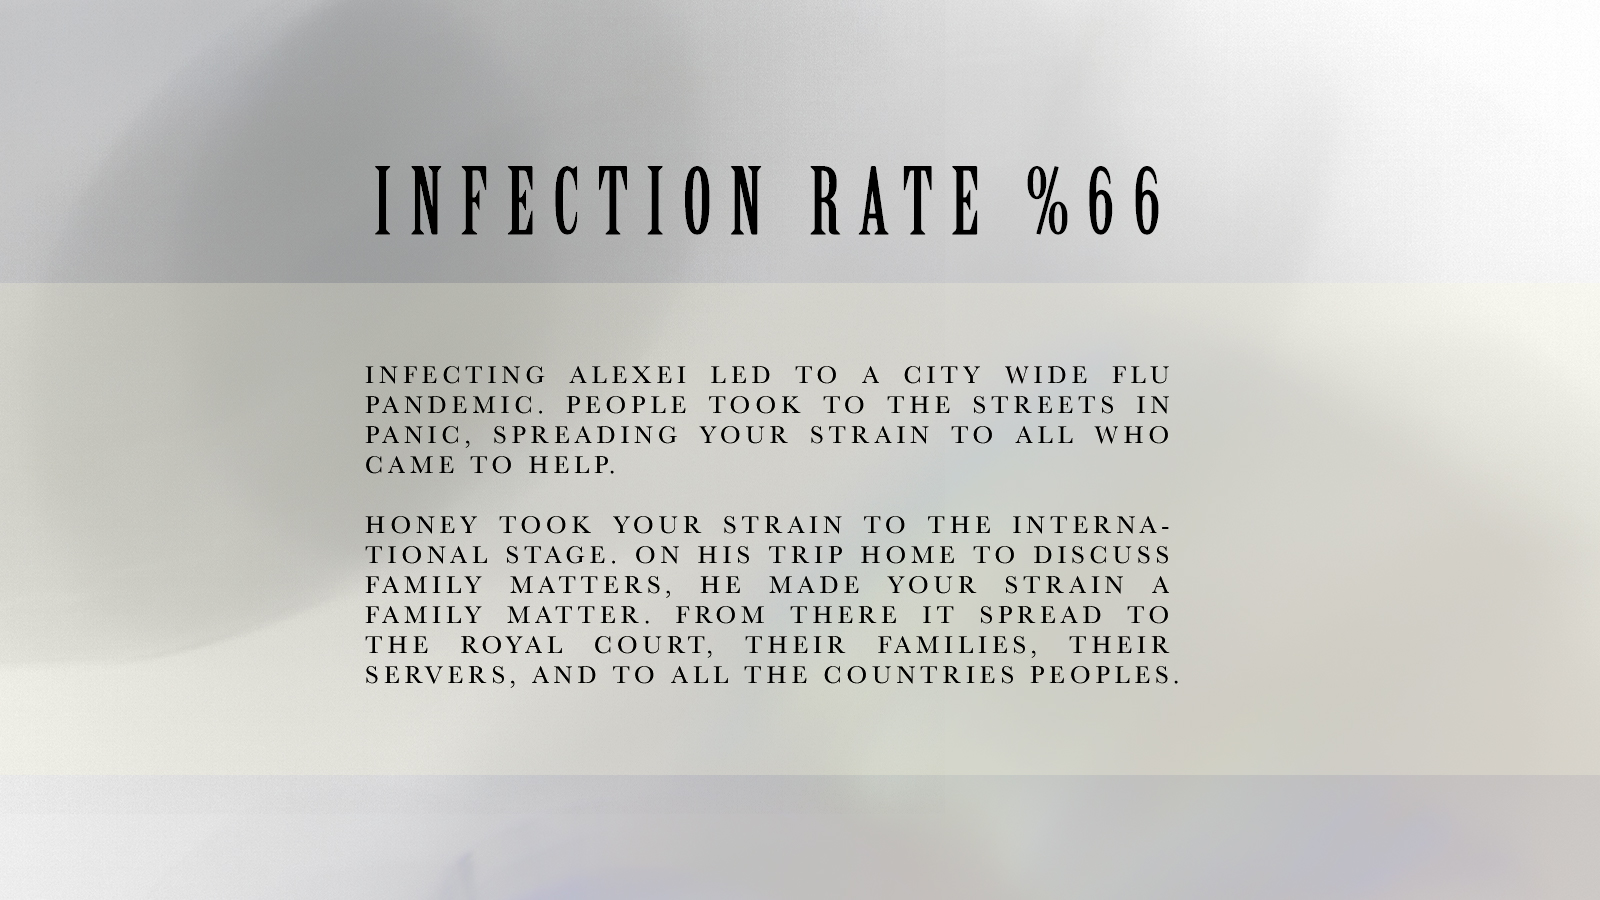 INFECTION RATE %66
INFECTING ALEXEI LED TO A CITY WIDE FLU
PANDEMIC. PEOPLE TOOK TO THE STREETS IN
PANIC, SPREADING YOUR STRAIN TO ALL WHO
CAME TO HELP.
HONEY TOOK YOUR STRAIN TO THE INTERNA-
TIONAL STAGE. ON HIS TRIP HOME TO DISCUSS
FAMILY MATTERS, HE MADE YOUR STRAIN A
FAMILY MATTER. FROM THERE IT SPREAD TO
THE ROYAL COURT, THEIR FAMILIES, THEIR
SERVERS, AND TO ALL THE COUNTRIES PEOPLES.